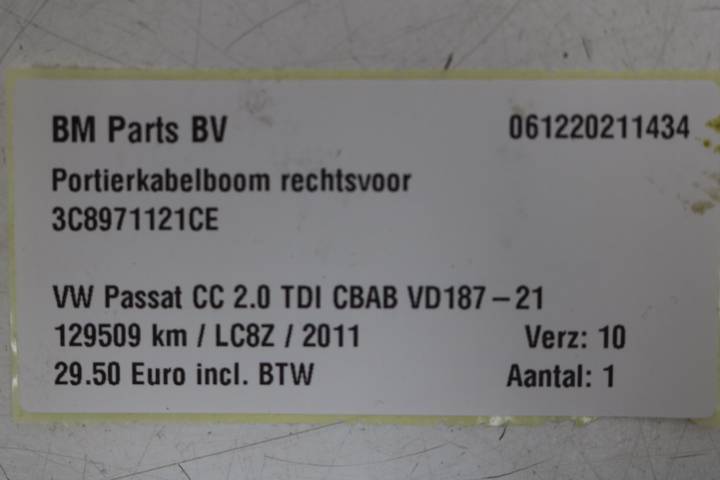 BM Parts BV 061220211434
Portierkabelboom rechtsvoor
3C8971121CE
VW Passat CC 2.0 TDI CBAB VD187-21
129509 km / LC8Z / 2011 Verz: 10
29.50 Euro incl. BTW Aantal: 1